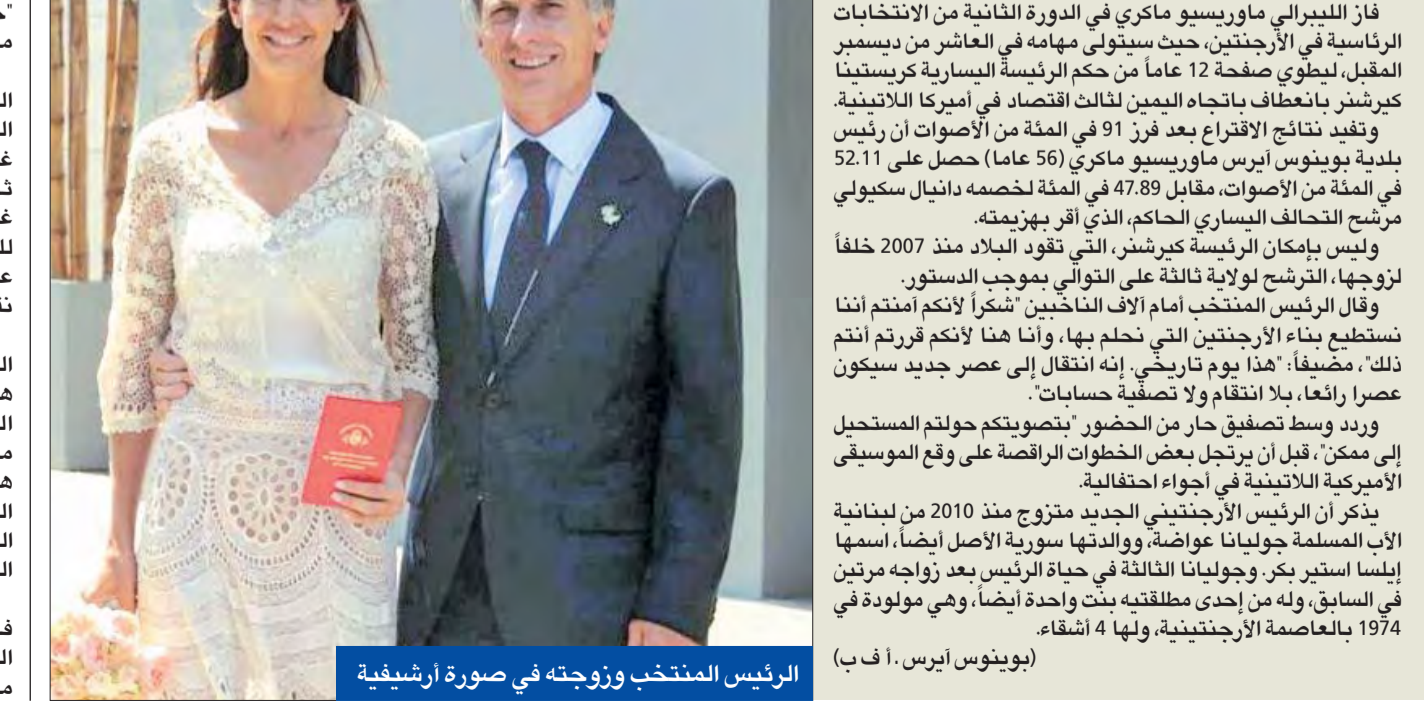 فاز الليبرالي ماوريسيو ماكري في الدورة الثانية من الانتخابات
الرئاسية في الأرجنتين، حيث سيتولى مهامه في العاشر من ديسمبر
المقبل، ليطوي صفحة 12 عاماً من حكم الرئيسة اليسارية كريستينا
كيرشنر بانعطاف باتجاه اليمين لثالث اقتصاد في أميركا اللاتينية.
وتفيد نتائج الاقتراع بعد فرز 91 في المئة من الأصوات أن رئيس
بلدية بوينوس آيرس ماوريسيو ماكري (56 عاما) حصل على 52.11
في المئة من الأصوات، مقابل 47.89 في المئة لخصمه دانيال سكيولي
مرشح التحالف اليساري الحاكم، الذي أقر بهزيمته.
وليس بإمكان الرئيسة كيرشنر، التي تقود البلاد منذ 2007 خلفاً
لزوجها، الترشح لولاية ثالثة على التوالي بموجب الدستور.
وقال الرئيس المنتخب أمام آلاف الناخبين "شكراً لأنكم آمنتم أننا
نستطيع بناء الأرجنتين التي نحلم بها، وأنا هنا لأنكم قررتم أنتم
ذلك"، مضيفاً: "هذا يوم تاريخي. إنه انتقال إلى عصر جديد سيكون
عصرا رائعا، بلا انتقام ولا تصفية حسابات".
وردد وسط تصفيق حار من الحضور "بتصويتكم حولتم المستحيل
إلى ممكن"، قبل أن يرتجل بعض الخطوات الراقصة على وقع الموسيقى
الأميركية اللاتينية في أجواء احتفالية.
يذكر أن الرئيس الأرجنتيني الجديد متزوج منذ 2010 من لبنانية
الأب المسلمة جوليانا عواضة، ووالدتها سورية الأصل أيضاً، اسمها
إيلسا استير بكر. وجوليانا الثالثة في حياة الرئيس بعد زواجه مرتين
في السابق، وله من إحدى مطلقتيه بنت واحدة أيضاً، وهي مولودة في
1974 بالعاصمة الأرجنتينية، ولها 4 أشقاء.
(بوينوس آيرس . أ ف ب)
الرئيس المنتخب وزوجته في صورة أرشيفية